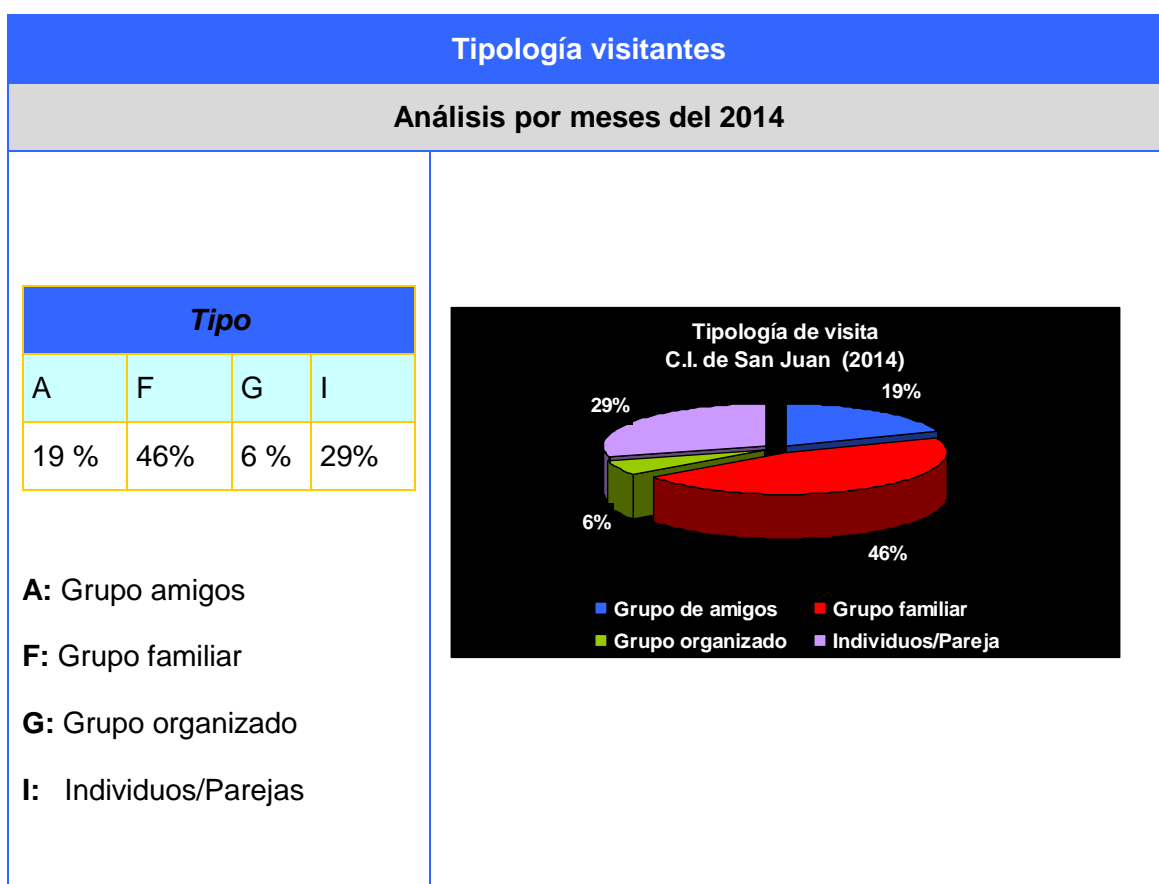 Tipología visitantes
Análisis por meses del 2014
Tipo
A F G I
19 % 46% 6 % 29%
A: Grupo amigos
F: Grupo familiar
G: Grupo organizado
I: Individuos/Parejas
Tipología de visita
C.I. de San Juan (2014)
19%
29%
6%
46%
Grupo de amigos Grupo familiar
Grupo organizado Individuos/Pareja